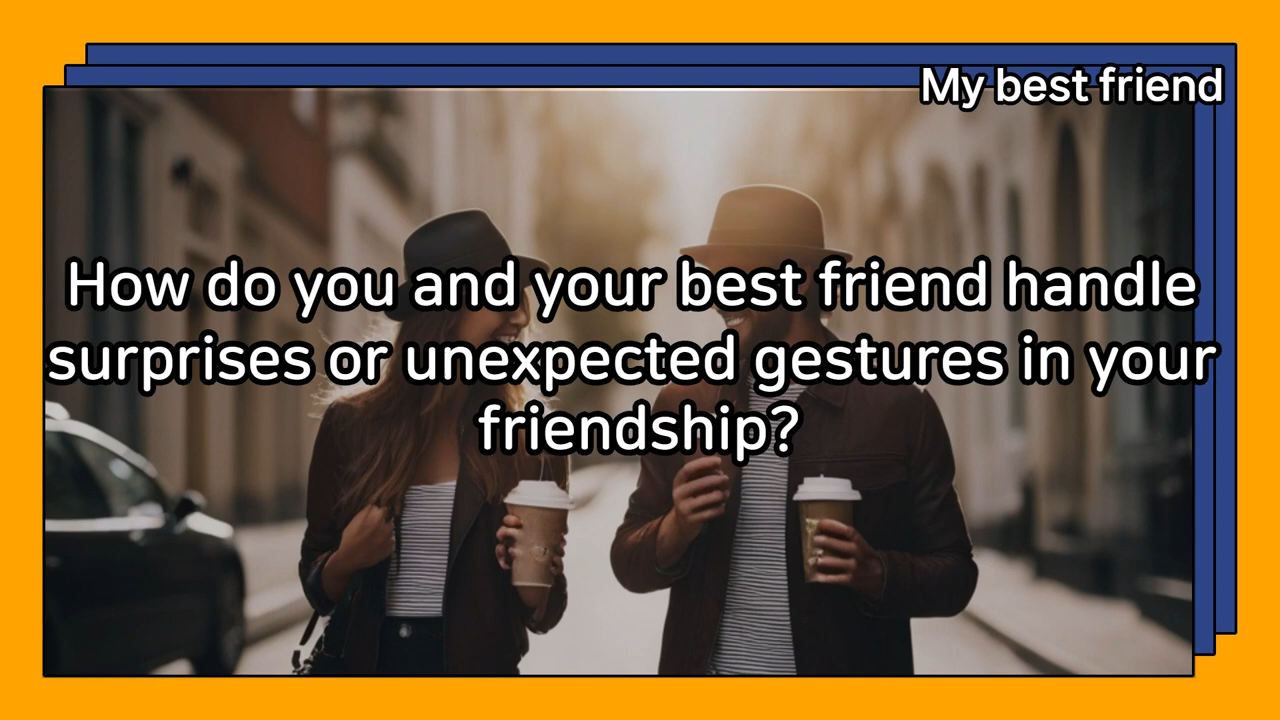 My best friend
How do you and your best friend handle
surprises or unexpected gestures in your
friendship?